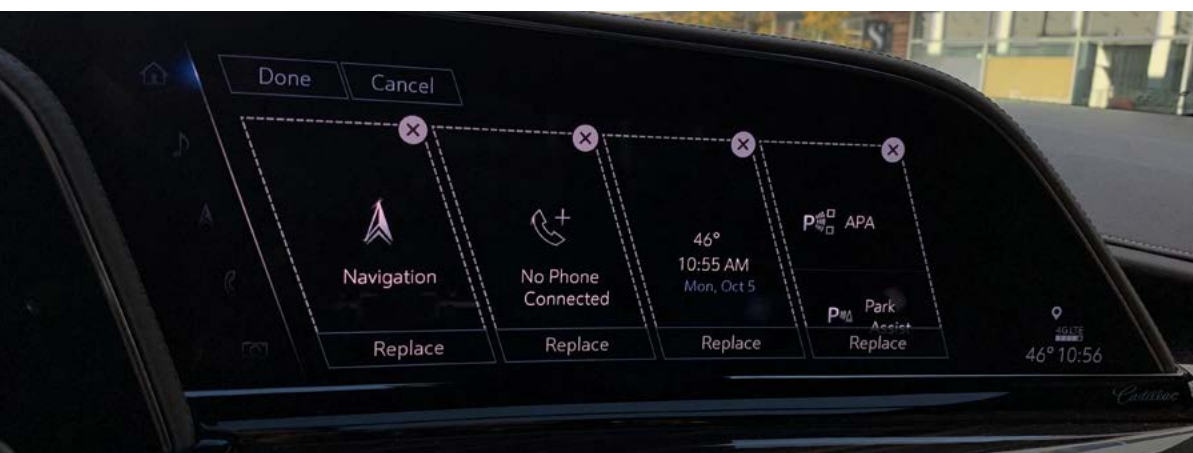 S
Done
Cancel
Navigation
Replace
No Phone
Connected
Replace
46°
10:55 AM
Mon, Oct 5
Replace
P APA
P Park
Assist
Replace
4G LTE
46° 10:56
Cadillac